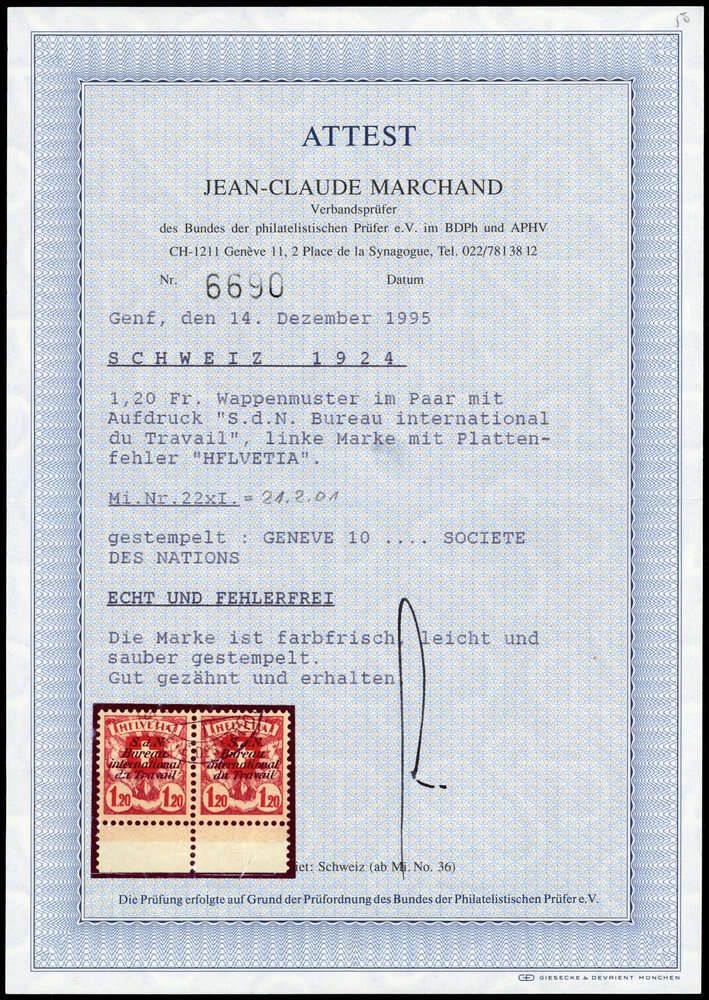 50
ATTEST
JEAN-CLAUDE MARCHAND
Verbandsprüfer
des Bundes der philatelistischen Prüfer e.V. im BDPh und APHV
CH-1211 Genève 11, 2 Place de la Synagogue, Tel. 022/781 38 12
Nr. 6690 Datum
Genf, den 14. Dezember 1995
SCHWEIZ 1924
1,20 Fr. Wappenmuster im Paar mit
Aufdruck "S.d.N. Bureau international
du Travail", linke Marke mit Platten-
fehler "HFLVETIA".
Mi.Nr.22xI. = 21.2.01
gestempelt : GENEVE 10 .... SOCIETE
DES NATIONS
ECHT UND FEHLERFREI
Die Marke ist farbfrisch, leicht und
sauber gestempelt.
Gut gezähnt und erhalten
HFLVETIA HELVETIA
S.d.N. S.d.N.
Bureau Bureau
international international
du Travail du Travail
1.20 1.20 1.20 1.20
iet: Schweiz (ab Mi. No. 36)
Die Prüfung erfolgte auf Grund der Prüfordnung des Bundes der Philatelistischen Prüfer e.V.
GIESECKE & DEVRIENT MÜNCHEN